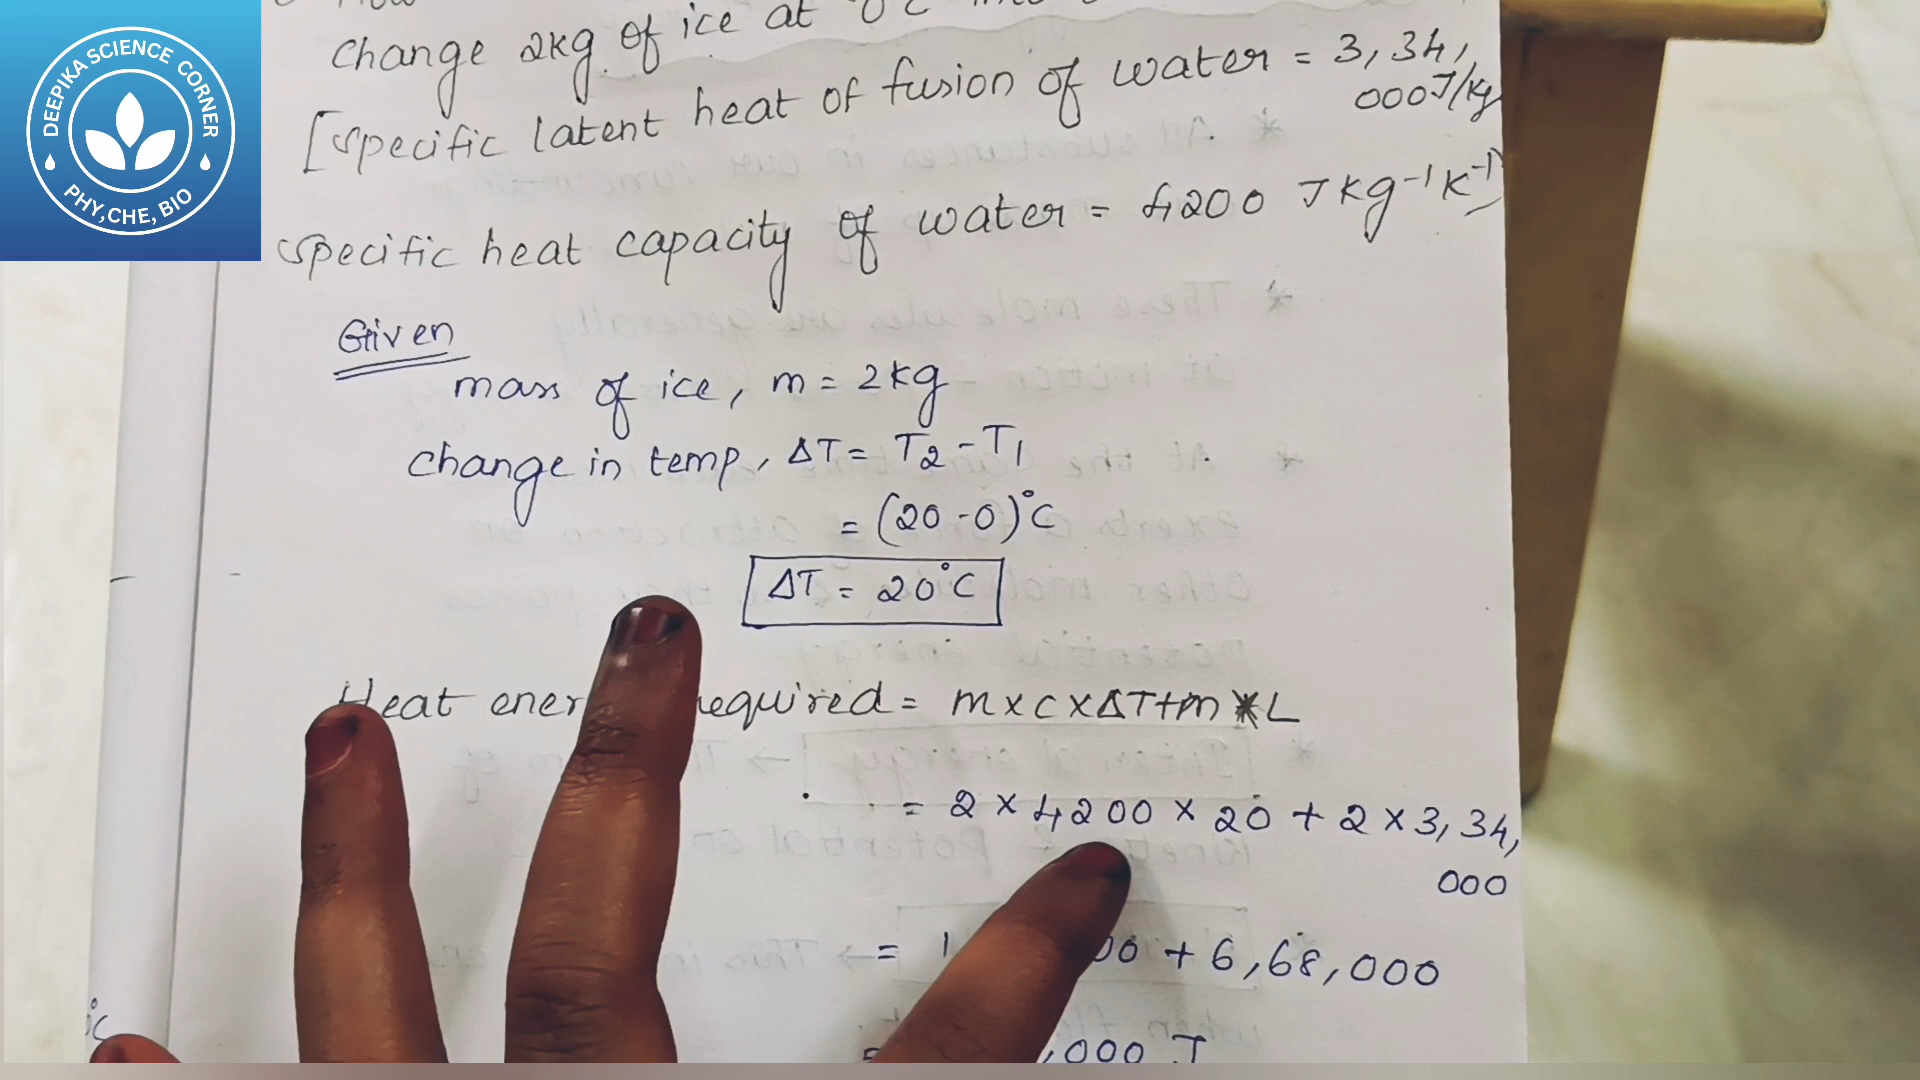 DEEPIKA SCIENCE CORNER
PHY,CHE, BIO
change 2kg of ice at 0°C
[specific latent heat of fusion of water = 3,34,
000J/kg
specific heat capacity of water = 4200 J kg⁻¹K⁻¹]
Given
mass of ice, m = 2kg
change in temp, ΔT = T₂ - T₁
= (20 - 0)°C
ΔT = 20°C
Heat required = m x c x ΔT + m x L
= 2 x 4200 x 20 + 2 x 3,34,
000
= + 6,68,000
,000 J
°C